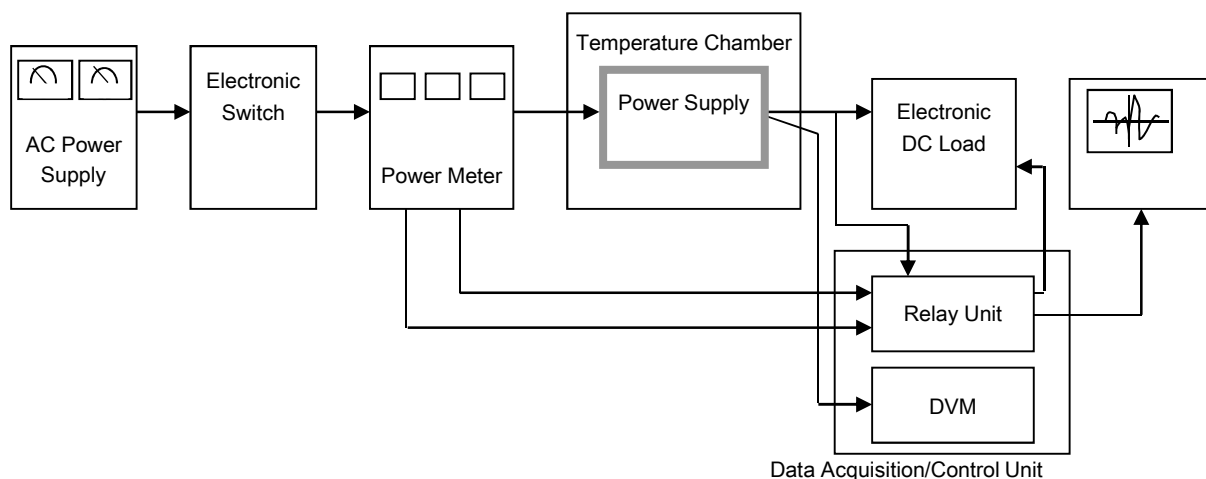 AC Power
Supply
Electronic
Switch
Power Meter
Temperature Chamber
Power Supply
Electronic
DC Load
Relay Unit
DVM
Data Acquisition/Control Unit